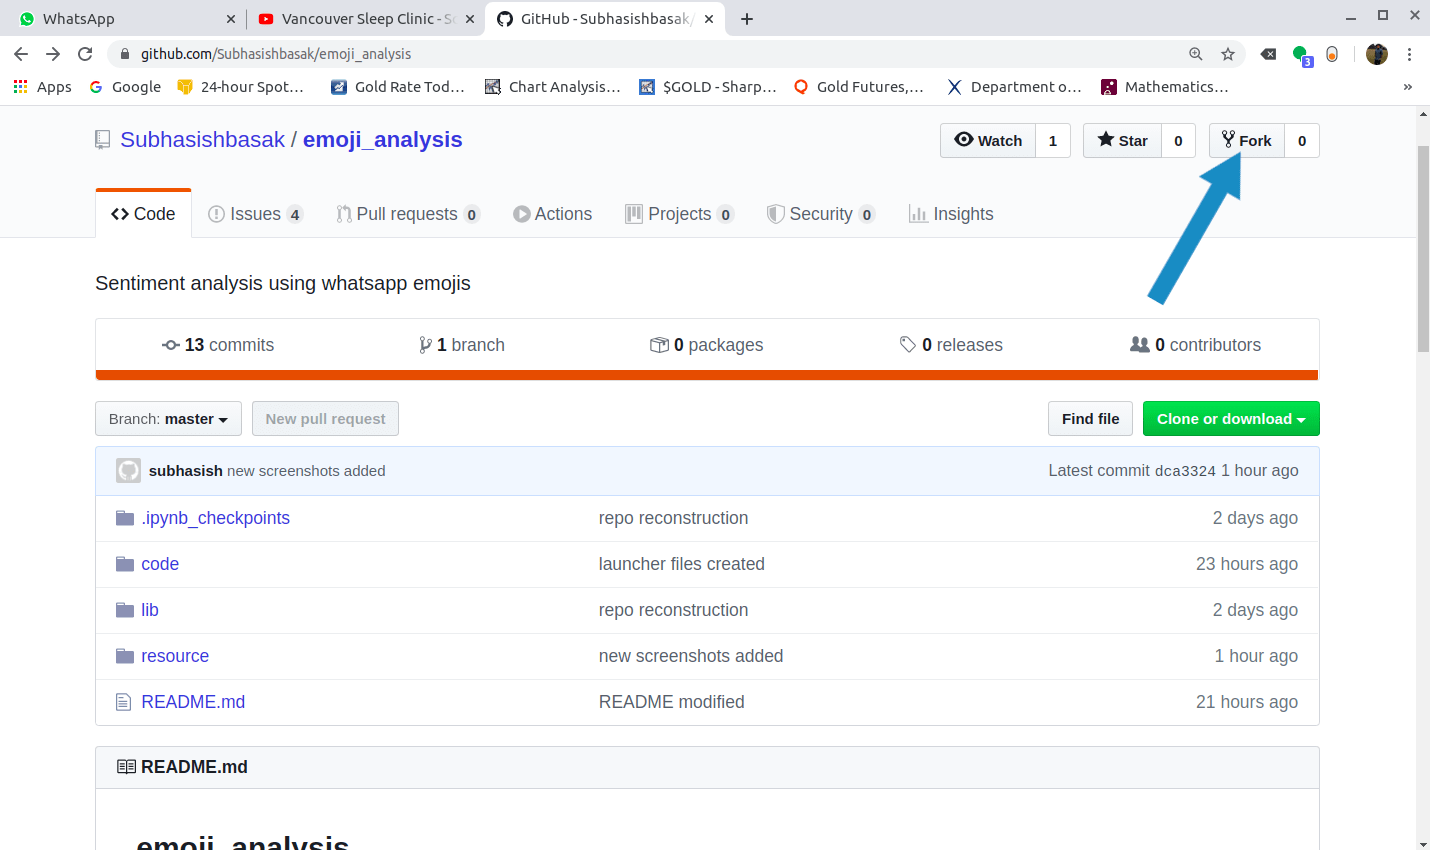 WhatsApp
Vancouver Sleep Clinic - S
GitHub - Subhasishbasak/
github.com/Subhasishbasak/emoji_analysis
3
Apps Google 24-hour Spot… Gold Rate Tod… Chart Analysis… $GOLD - Sharp… Gold Futures,… Department o… Mathematics… »
Subhasishbasak / emoji_analysis
Watch 1 Star 0 Fork 0
Code Issues 4 Pull requests 0 Actions Projects 0 Security 0 Insights
Sentiment analysis using whatsapp emojis
13 commits 1 branch 0 packages 0 releases 0 contributors
Branch: master New pull request Find file Clone or download
subhasish new screenshots added Latest commit dca3324 1 hour ago
.ipynb_checkpoints repo reconstruction 2 days ago
code launcher files created 23 hours ago
lib repo reconstruction 2 days ago
resource new screenshots added 1 hour ago
README.md README modified 21 hours ago
README.md
emoji_analysis